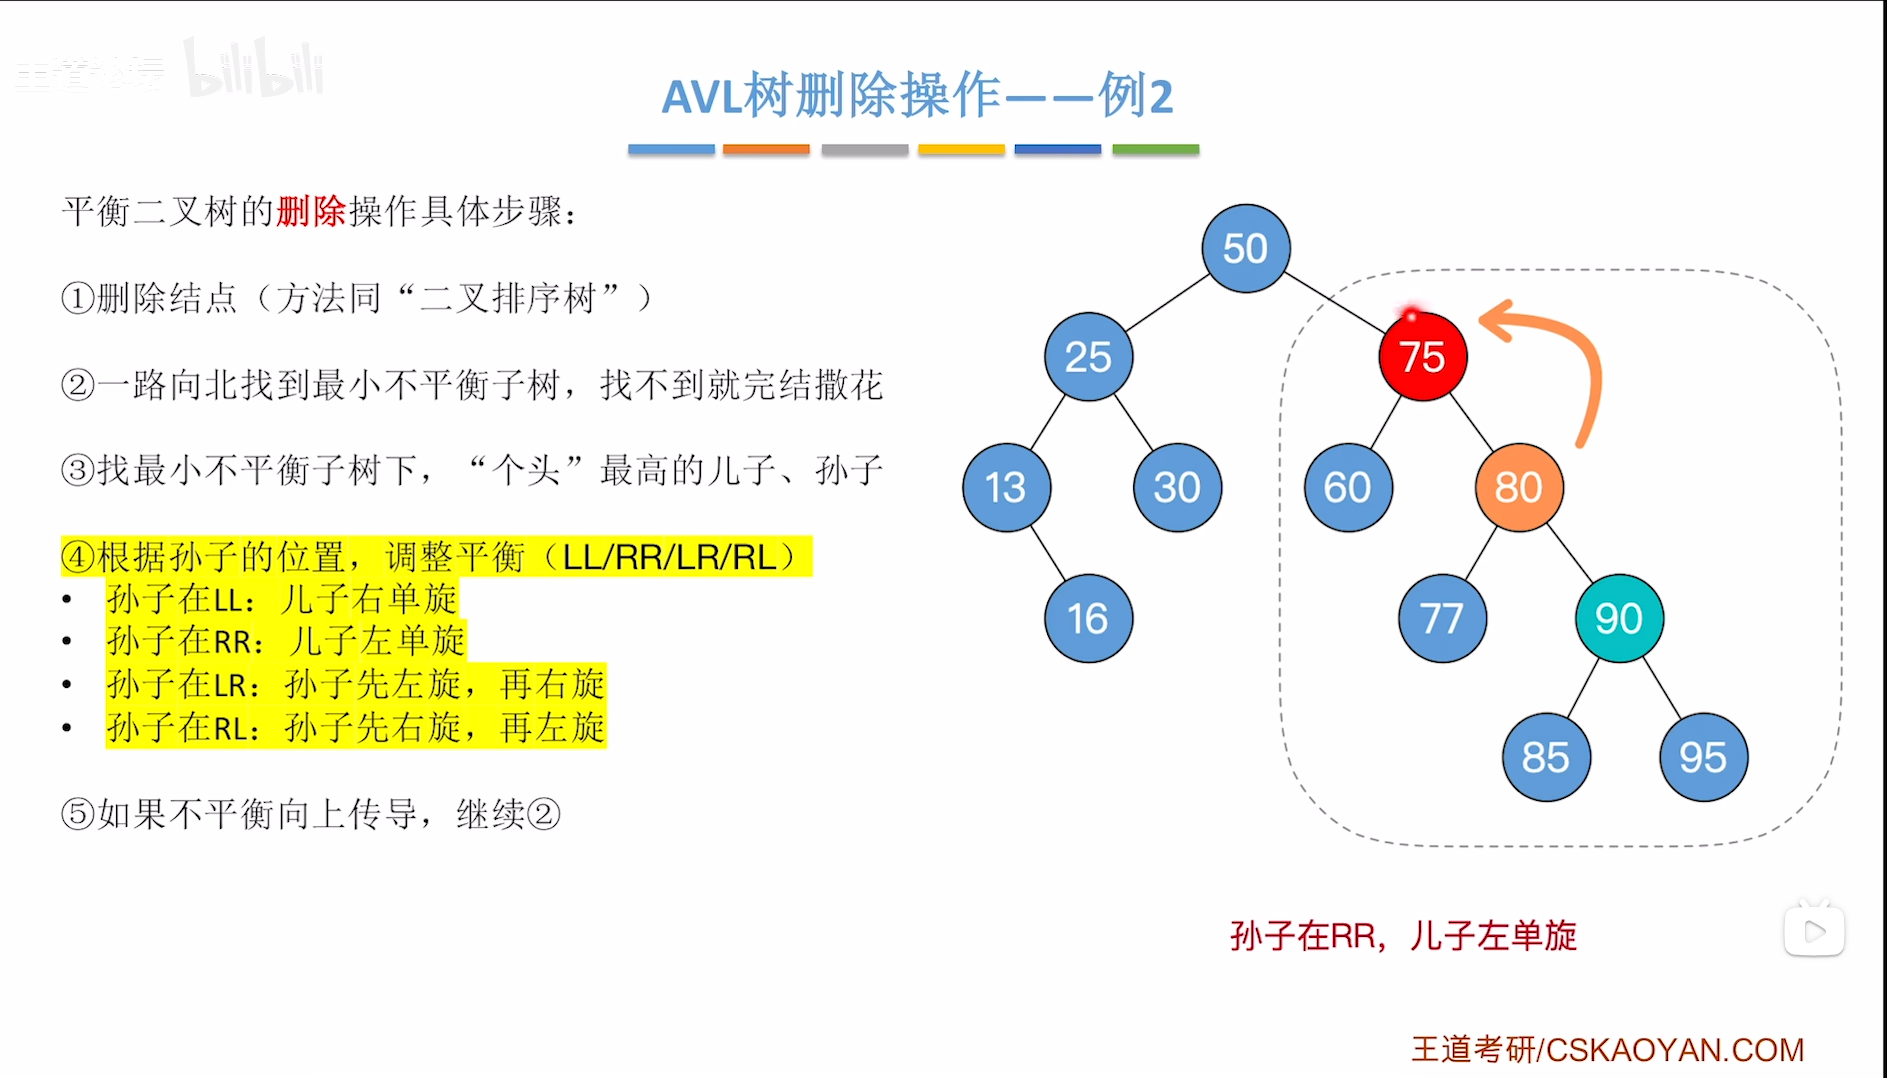 王道论坛 bilibili
AVL树删除操作——例2
平衡二叉树的删除操作具体步骤：
①删除结点（方法同“二叉排序树”）
②一路向北找到最小不平衡子树，找不到就完结撒花
③找最小不平衡子树下，“个头”最高的儿子、孙子
④根据孙子的位置，调整平衡（LL/RR/LR/RL）
• 孙子在LL：儿子右单旋
• 孙子在RR：儿子左单旋
• 孙子在LR：孙子先左旋，再右旋
• 孙子在RL：孙子先右旋，再左旋
⑤如果不平衡向上传导，继续②
50
25
75
13
30
60
80
16
77
90
85
95
孙子在RR，儿子左单旋
王道考研/CSKAOYAN.COM